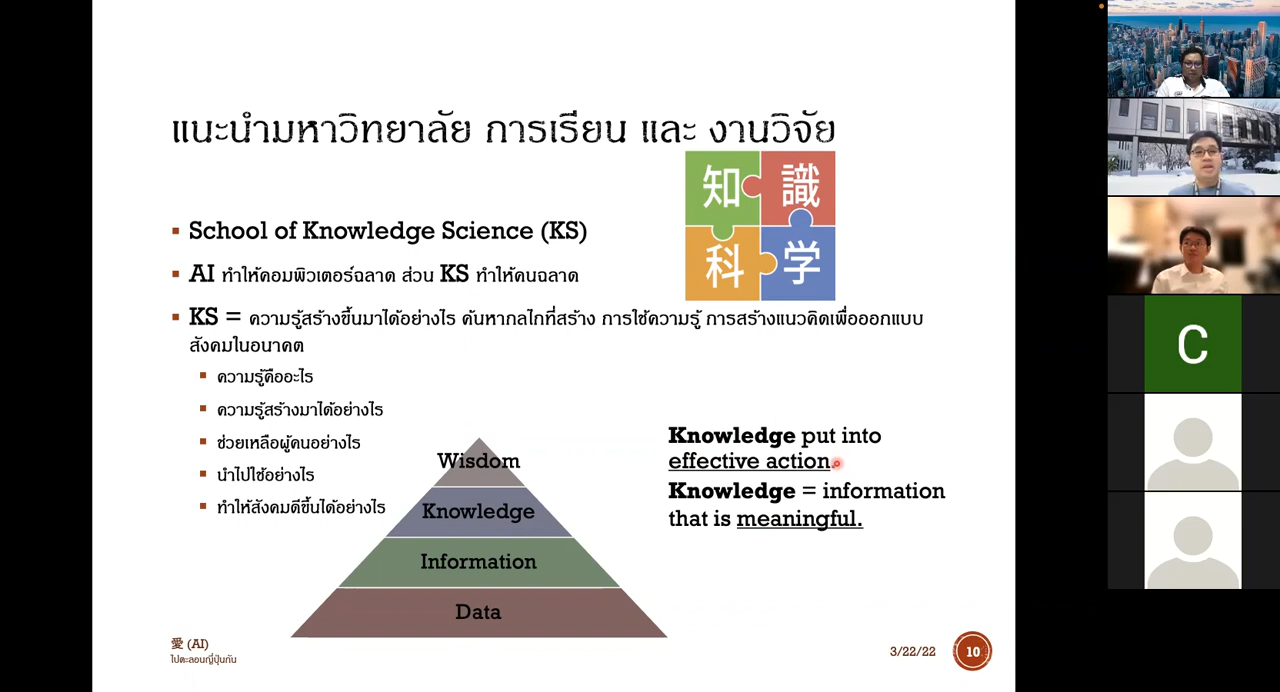 แนะนำมหาวิทยาลัย การเรียน และ งานวิจัย
知 識
科 学
School of Knowledge Science (KS)
AI ทำให้คอมพิวเตอร์ฉลาด ส่วน KS ทำให้คนฉลาด
KS = ความรู้สร้างขึ้นมาได้อย่างไร ค้นหากลไกที่สร้าง การใช้ความรู้ การสร้างแนวคิดเพื่อออกแบบ
สังคมในอนาคต
ความรู้คืออะไร
ความรู้สร้างมาได้อย่างไร
ช่วยเหลือผู้คนอย่างไร
นำไปใช้อย่างไร
ทำให้สังคมดีขึ้นได้อย่างไร
Wisdom
Knowledge
Information
Data
Knowledge put into
effective action.
Knowledge = information
that is meaningful.
愛 (AI)
ไปตะลอนญี่ปุ่นกัน
3/22/22
10
C